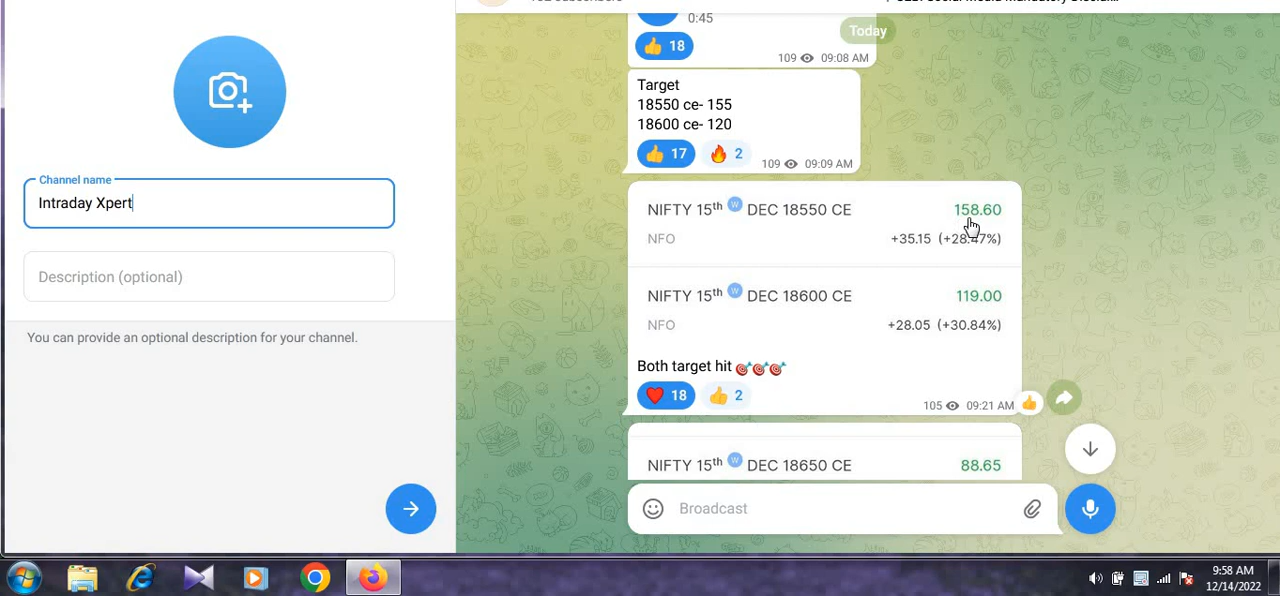 Channel name
Intraday Xpert
Description (optional)
You can provide an optional description for your channel.
0:45
Today
18
109 09:08 AM
Target
18550 ce- 155
18600 ce- 120
17 2
109 09:09 AM
NIFTY 15th W DEC 18550 CE 158.60
NFO +35.15 (+28.47%)
NIFTY 15th W DEC 18600 CE 119.00
NFO +28.05 (+30.84%)
Both target hit
18 2
105 09:21 AM
NIFTY 15th W DEC 18650 CE 88.65
Broadcast
9:58 AM
12/14/2022